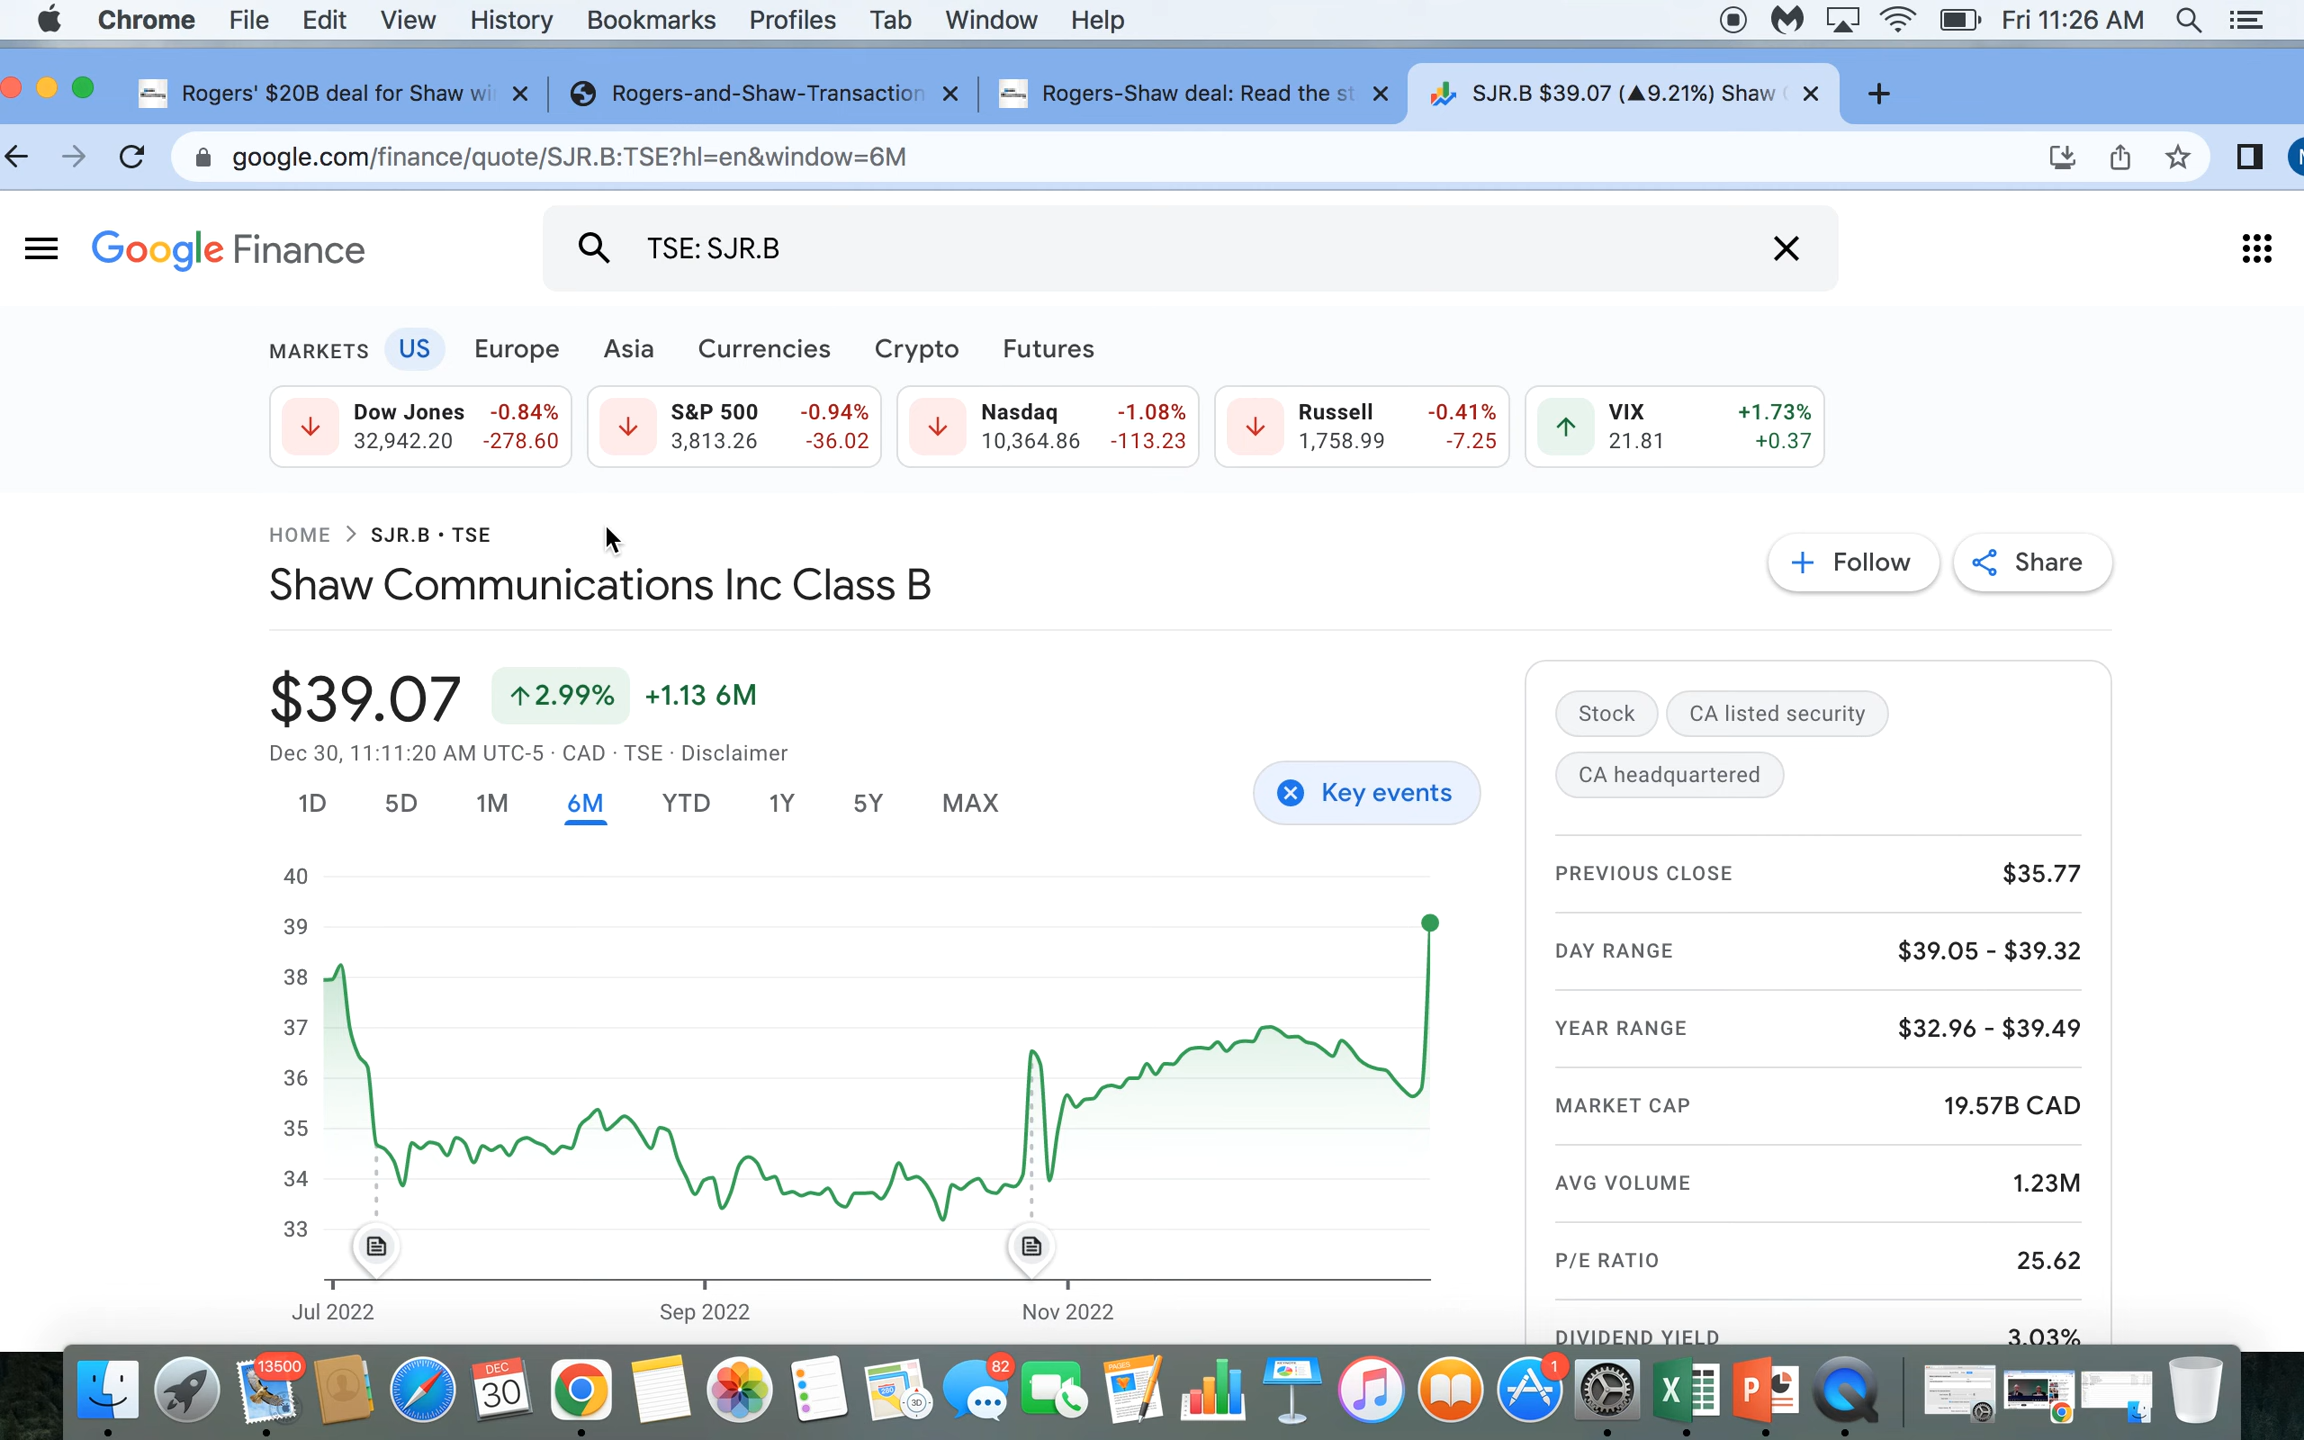 Chrome File Edit View History Bookmarks Profiles Tab Window Help Fri 11:26 AM
Rogers' $20B deal for Shaw wi Rogers-and-Shaw-Transaction Rogers-Shaw deal: Read the st SJR.B $39.07 (▲9.21%) Shaw
google.com/finance/quote/SJR.B:TSE?hl=en&window=6M
Google Finance TSE: SJR.B
MARKETS US Europe Asia Currencies Crypto Futures
Dow Jones -0.84% S&P 500 -0.94% Nasdaq -1.08% Russell -0.41% VIX +1.73%
32,942.20 -278.60 3,813.26 -36.02 10,364.86 -113.23 1,758.99 -7.25 21.81 +0.37
HOME > SJR.B • TSE
Shaw Communications Inc Class B
+ Follow Share
$39.07 ↑2.99% +1.13 6M
Dec 30, 11:11:20 AM UTC-5 · CAD · TSE · Disclaimer
1D 5D 1M 6M YTD 1Y 5Y MAX
Key events
40
39
38
37
36
35
34
33
Jul 2022 Sep 2022 Nov 2022
Stock CA listed security
CA headquartered
PREVIOUS CLOSE $35.77
DAY RANGE $39.05 - $39.32
YEAR RANGE $32.96 - $39.49
MARKET CAP 19.57B CAD
AVG VOLUME 1.23M
P/E RATIO 25.62
DIVIDEND YIELD 3.03%
13500 DEC 30 280 3D 82 PAGES 1 X P